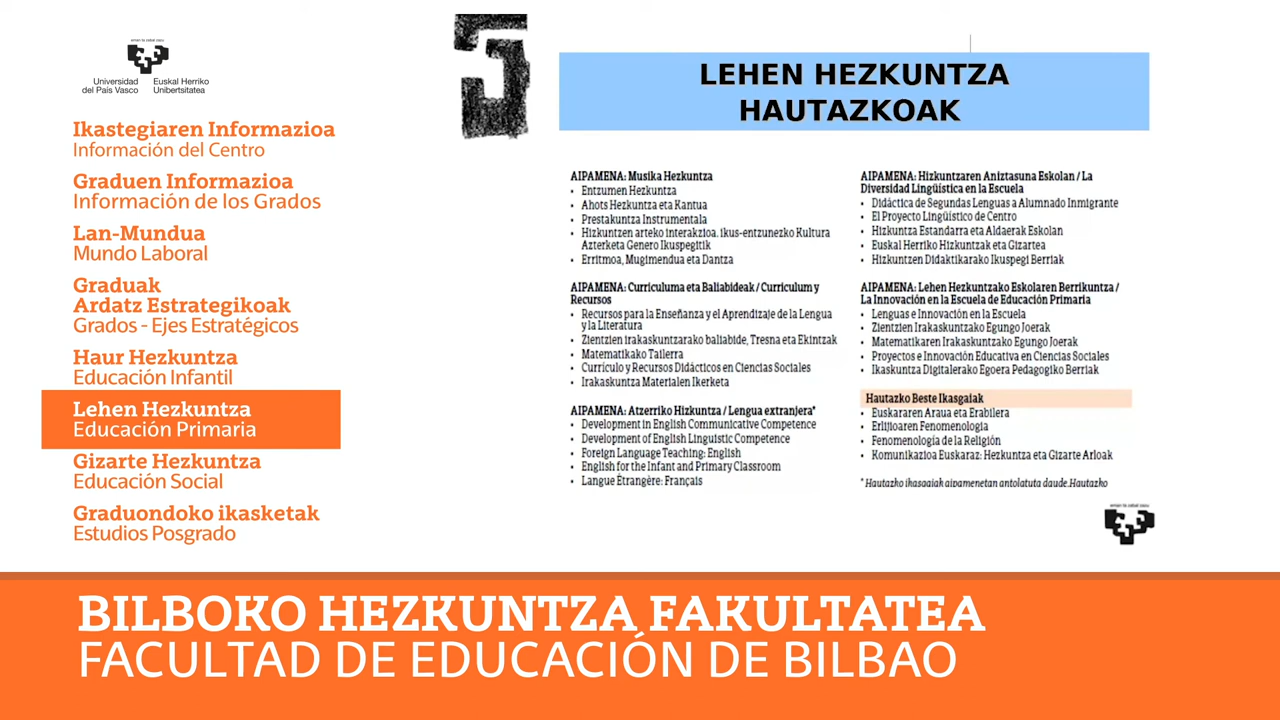 eman ta zabal zazu
Universidad
del País Vasco
Euskal Herriko
Unibertsitatea
Ikastegiaren Informazioa
Información del Centro
Graduen Informazioa
Información de los Grados
Lan-Mundua
Mundo Laboral
Graduak
Ardatz Estrategikoak
Grados - Ejes Estratégicos
Haur Hezkuntza
Educación Infantil
Lehen Hezkuntza
Educación Primaria
Gizarte Hezkuntza
Educación Social
Graduondoko ikasketak
Estudios Posgrado
5
LEHEN HEZKUNTZA
HAUTAZKOAK
AIPAMENA: Musika Hezkuntza
• Entzumen Hezkuntza
• Ahots Hezkuntza eta Kantua
• Prestakuntza Instrumentala
• Hizkuntzen arteko interakzioa. ikus-entzunezko Kultura
Azterketa Genero Ikuspegitik
• Erritmoa, Mugimendua eta Dantza
AIPAMENA: Curriculuma eta Baliabideak / Curriculum y
Recursos
• Recursos para la Enseñanza y el Aprendizaje de la Lengua
y la Literatura
• Zientzien irakaskuntzarako baliabide, Tresna eta Ekintzak
• Matematikako Tailerra
• Currículo y Recursos Didácticos en Ciencias Sociales
• Irakaskuntza Materialen Ikerketa
AIPAMENA: Atzerriko Hizkuntza / Lengua extranjera*
• Development in English Communicative Competence
• Development of English Linguistic Competence
• Foreign Language Teaching: English
• English for the Infant and Primary Classroom
• Langue Étrangère: Français
AIPAMENA: Hizkuntzaren Aniztasuna Eskolan / La
Diversidad Lingüística en la Escuela
• Didáctica de Segundas Lenguas a Alumnado Inmigrante
• El Proyecto Lingüístico de Centro
• Hizkuntza Estandarra eta Aldaerak Eskolan
• Euskal Herriko Hizkuntzak eta Gizartea
• Hizkuntzen Didaktikarako Ikuspegi Berriak
AIPAMENA: Lehen Hezkuntzako Eskolaren Berrikuntza /
La Innovación en la Escuela de Educación Primaria
• Lenguas e Innovación en la Escuela
• Zientzien Irakaskuntzako Egungo Joerak
• Matematikaren Irakaskuntzako Egungo Joerak
• Proyectos e Innovación Educativa en Ciencias Sociales
• Ikaskuntza Digitalerako Egoera Pedagogiko Berriak
Hautazko Beste Ikasgaiak
• Euskararen Araua eta Erabilera
• Erlijioaren Fenomenologia
• Fenomenología de la Religión
• Komunikazioa Euskaraz: Hezkuntza eta Gizarte Arloak
* Hautazko ikasgaiak aipamenetan antolatuta daude.Hautazko
eman ta zabal zazu
BILBOKO HEZKUNTZA FAKULTATEA
FACULTAD DE EDUCACIÓN DE BILBAO